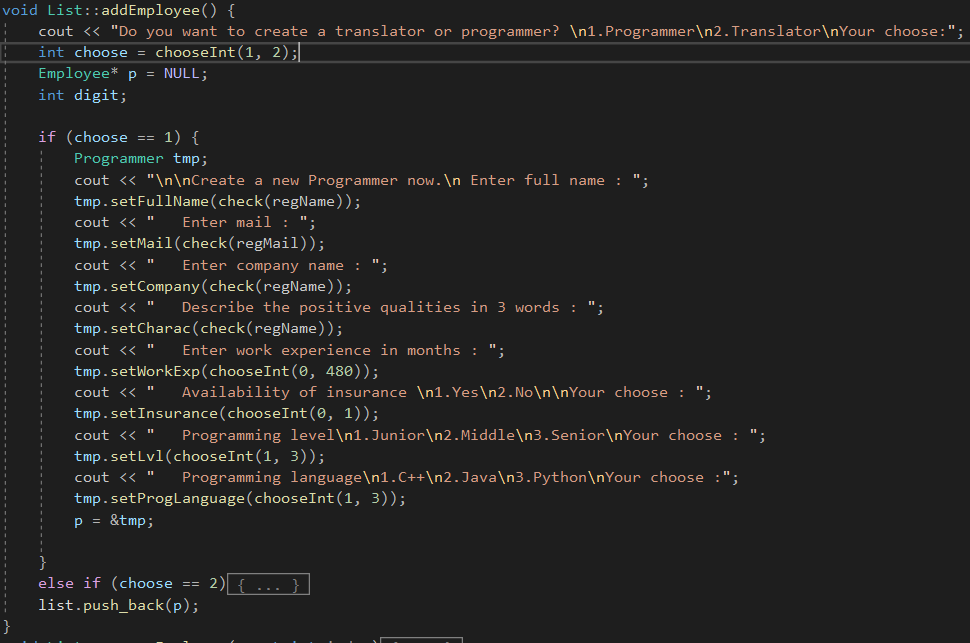 void List::addEmployee() {
    cout << "Do you want to create a translator or programmer? \n1.Programmer\n2.Translator\nYour choose:";
    int choose = chooseInt(1, 2);
    Employee* p = NULL;
    int digit;

    if (choose == 1) {
        Programmer tmp;
        cout << "\n\nCreate a new Programmer now.\n Enter full name : ";
        tmp.setFullName(check(regName));
        cout << "   Enter mail : ";
        tmp.setMail(check(regMail));
        cout << "   Enter company name : ";
        tmp.setCompany(check(regName));
        cout << "   Describe the positive qualities in 3 words : ";
        tmp.setCharac(check(regName));
        cout << "   Enter work experience in months : ";
        tmp.setWorkExp(chooseInt(0, 480));
        cout << "   Availability of insurance \n1.Yes\n2.No\n\nYour choose : ";
        tmp.setInsurance(chooseInt(0, 1));
        cout << "   Programming level\n1.Junior\n2.Middle\n3.Senior\nYour choose : ";
        tmp.setLvl(chooseInt(1, 3));
        cout << "   Programming language\n1.C++\n2.Java\n3.Python\nYour choose :";
        tmp.setProgLanguage(chooseInt(1, 3));
        p = &tmp;

    }
    else if (choose == 2){ ... }
    list.push_back(p);
}